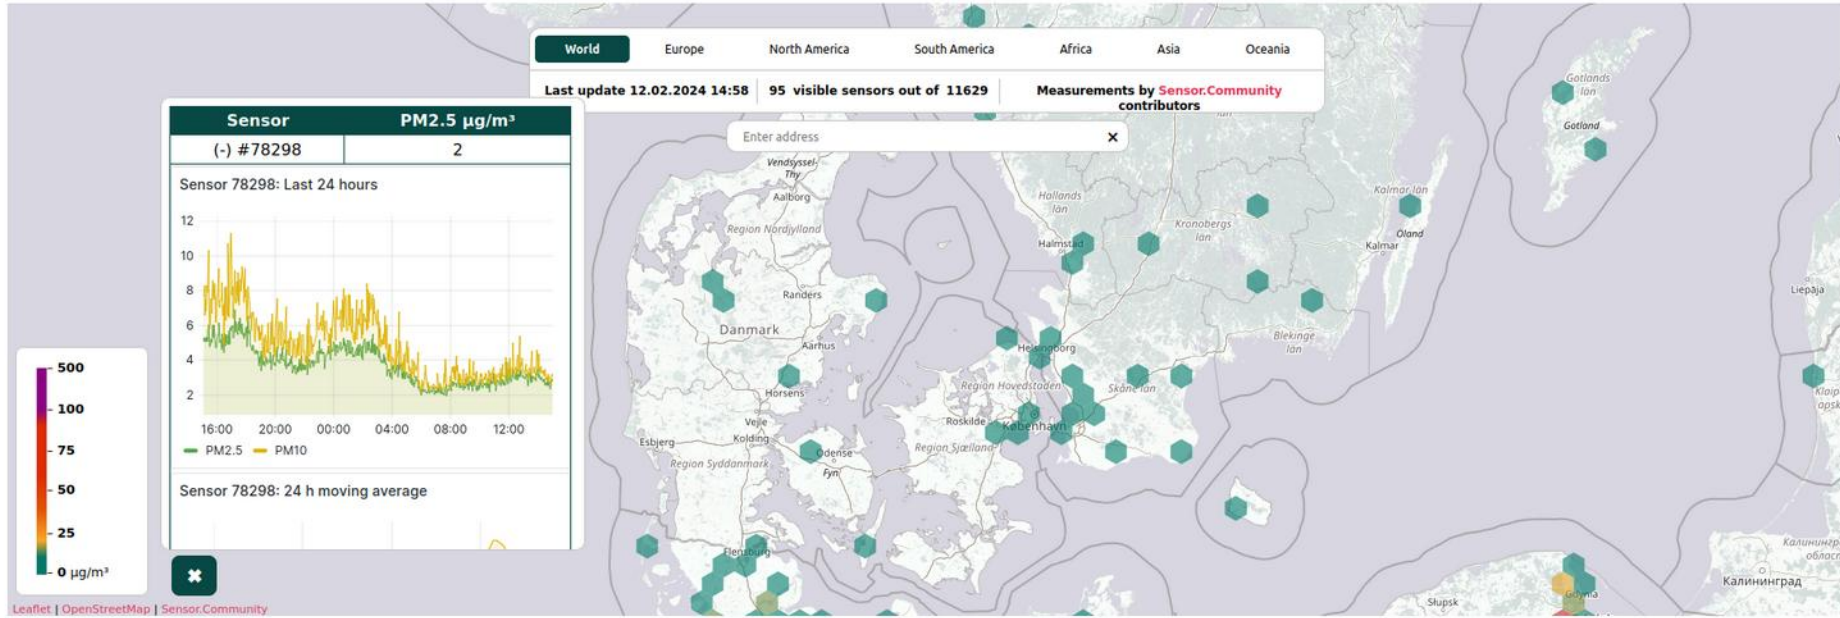 World Europe North America South America Africa Asia Oceania
Last update 12.02.2024 14:58 95 visible sensors out of 11629 Measurements by Sensor.Community
contributors
Enter address ×
Sensor PM2.5 µg/m³
(-) #78298 2
Sensor 78298: Last 24 hours
12
10
8
6
4
2
16:00 20:00 00:00 04:00 08:00 12:00
PM2.5 PM10
Sensor 78298: 24 h moving average
500
100
75
50
25
0 µg/m³
Leaflet | OpenStreetMap | Sensor.Community
Vendsyssel-
Thy
Aalborg
Region Nordjylland
Randers
Danmark
Aarhus
Horsens
Vejle
Kolding
Esbjerg
Region Syddanmark
Odense
Fyn
Flensburg
Roskilde
København
Region Hovedstaden
Region Sjælland
Helsingborg
Skåne län
Hallands
län
Halmstad
Kronobergs
län
Kalmar län
Öland
Kalmar
Blekinge
län
Gotlands
län
Gotland
Liepāja
Słupsk
Gdynia
Калининград